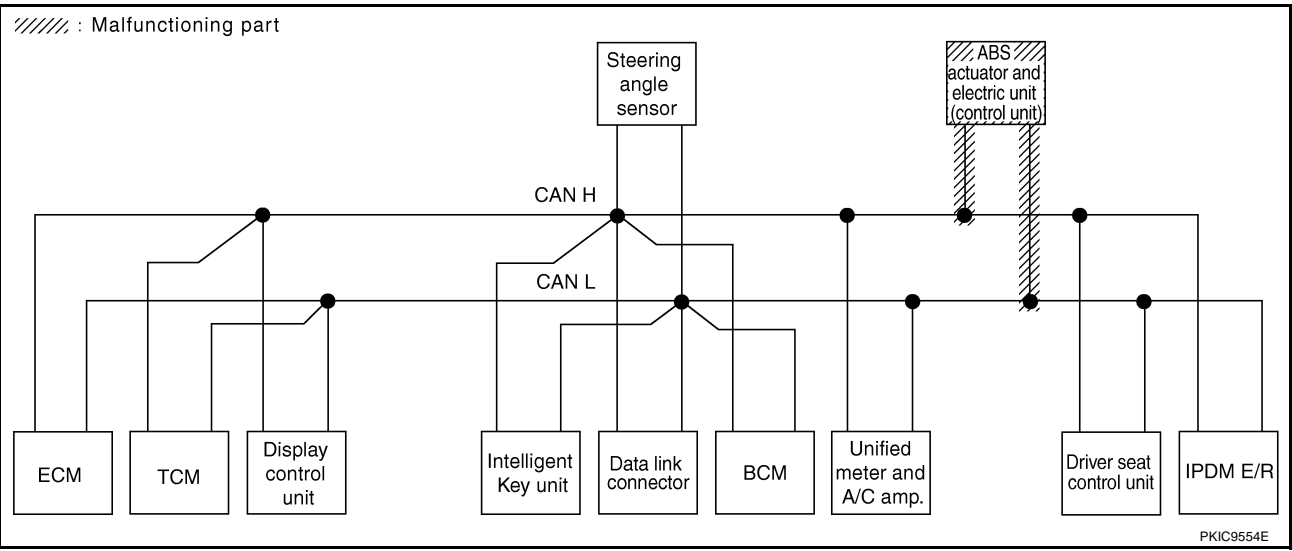 : Malfunctioning part
Steering
angle
sensor
ABS
actuator and
electric unit
(control unit)
CAN H
CAN L
ECM
TCM
Display
control
unit
Intelligent
Key unit
Data link
connector
BCM
Unified
meter and
A/C amp.
Driver seat
control unit
IPDM E/R
PKIC9554E